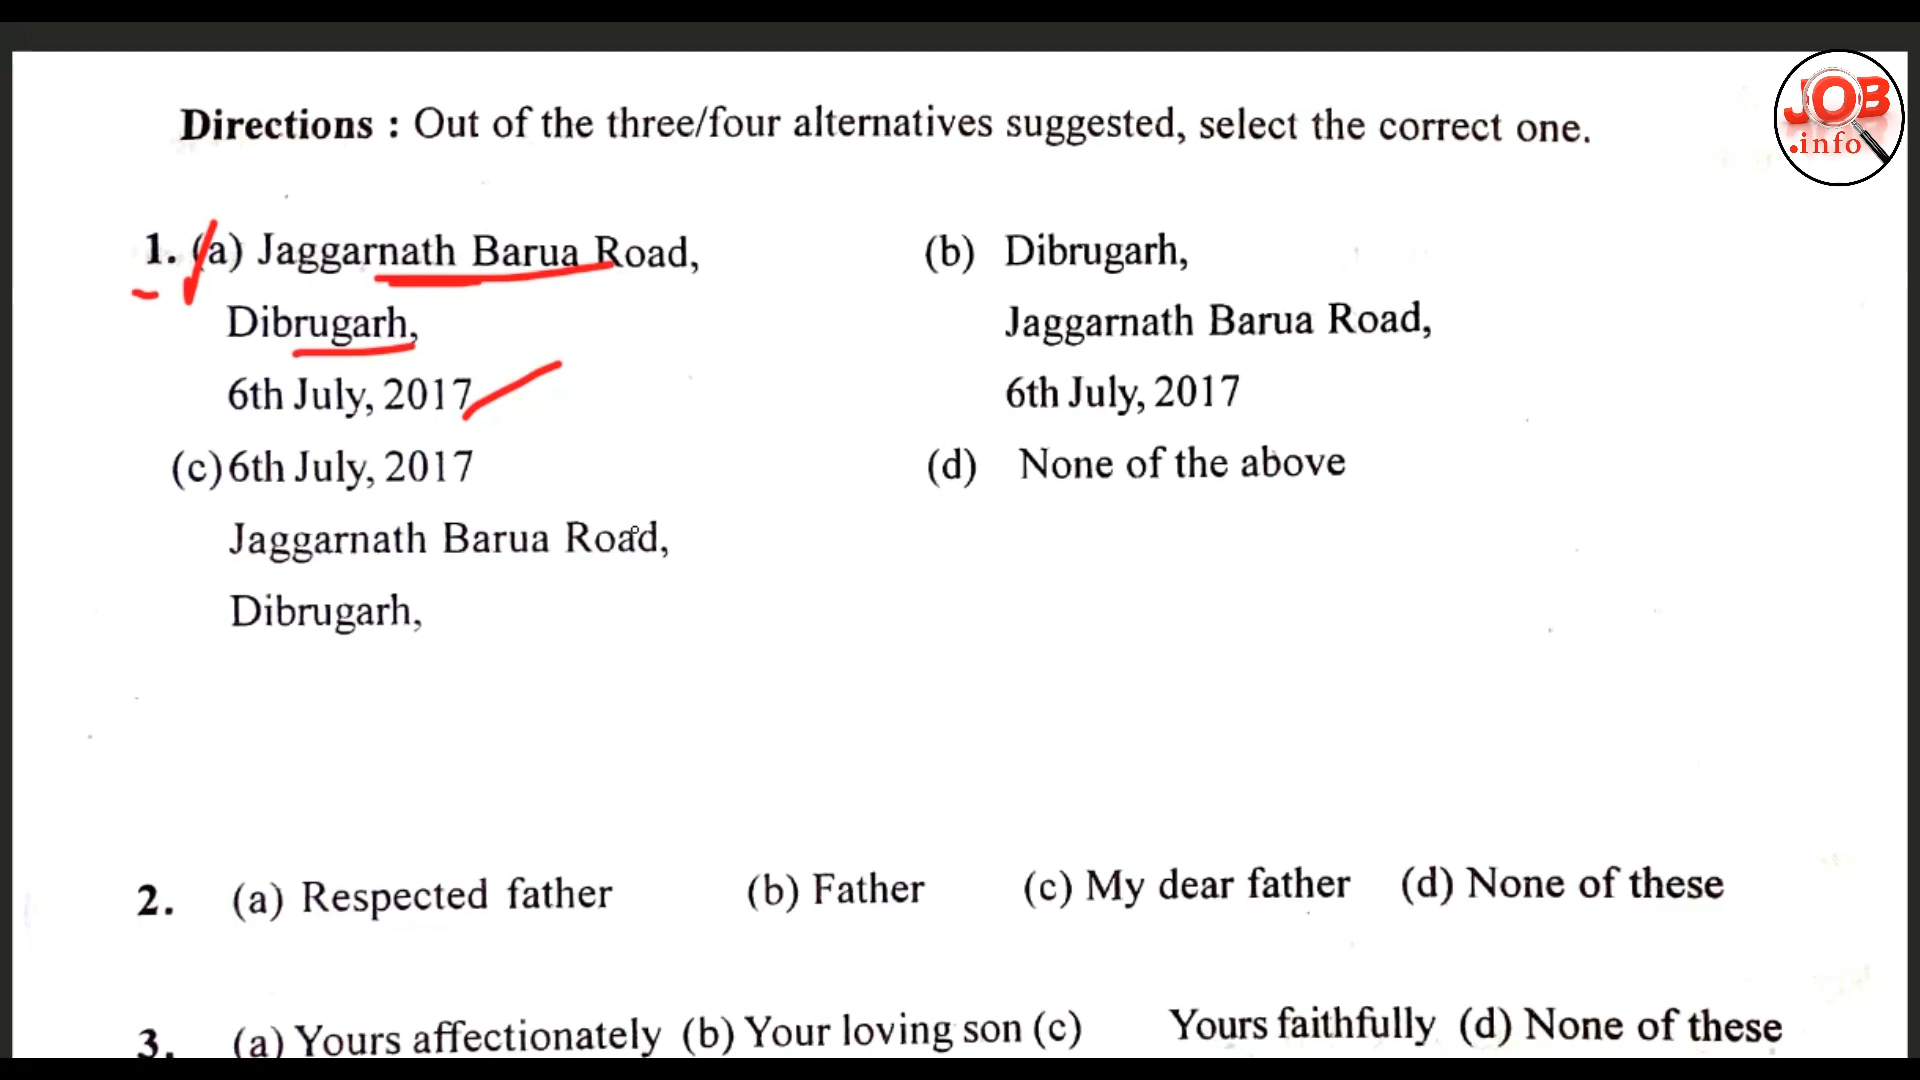 JOB
.info
Directions : Out of the three/four alternatives suggested, select the correct one.
1. (a) Jaggarnath Barua Road,
Dibrugarh,
6th July, 2017
(b) Dibrugarh,
Jaggarnath Barua Road,
6th July, 2017
(c) 6th July, 2017
Jaggarnath Barua Road,
Dibrugarh,
(d) None of the above
2. (a) Respected father (b) Father (c) My dear father (d) None of these
3. (a) Yours affectionately (b) Your loving son (c) Yours faithfully (d) None of these